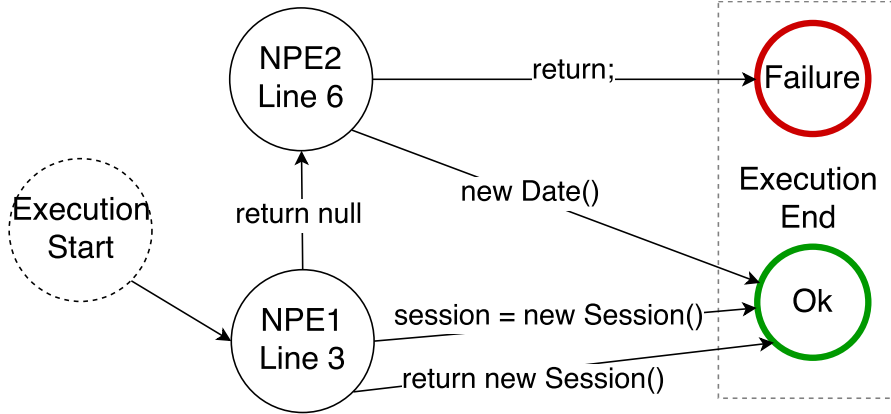 NPE2
Line 6
return;
Failure
Execution
Start
return null
new Date()
Execution
End
NPE1
Line 3
session = new Session()
Ok
return new Session()